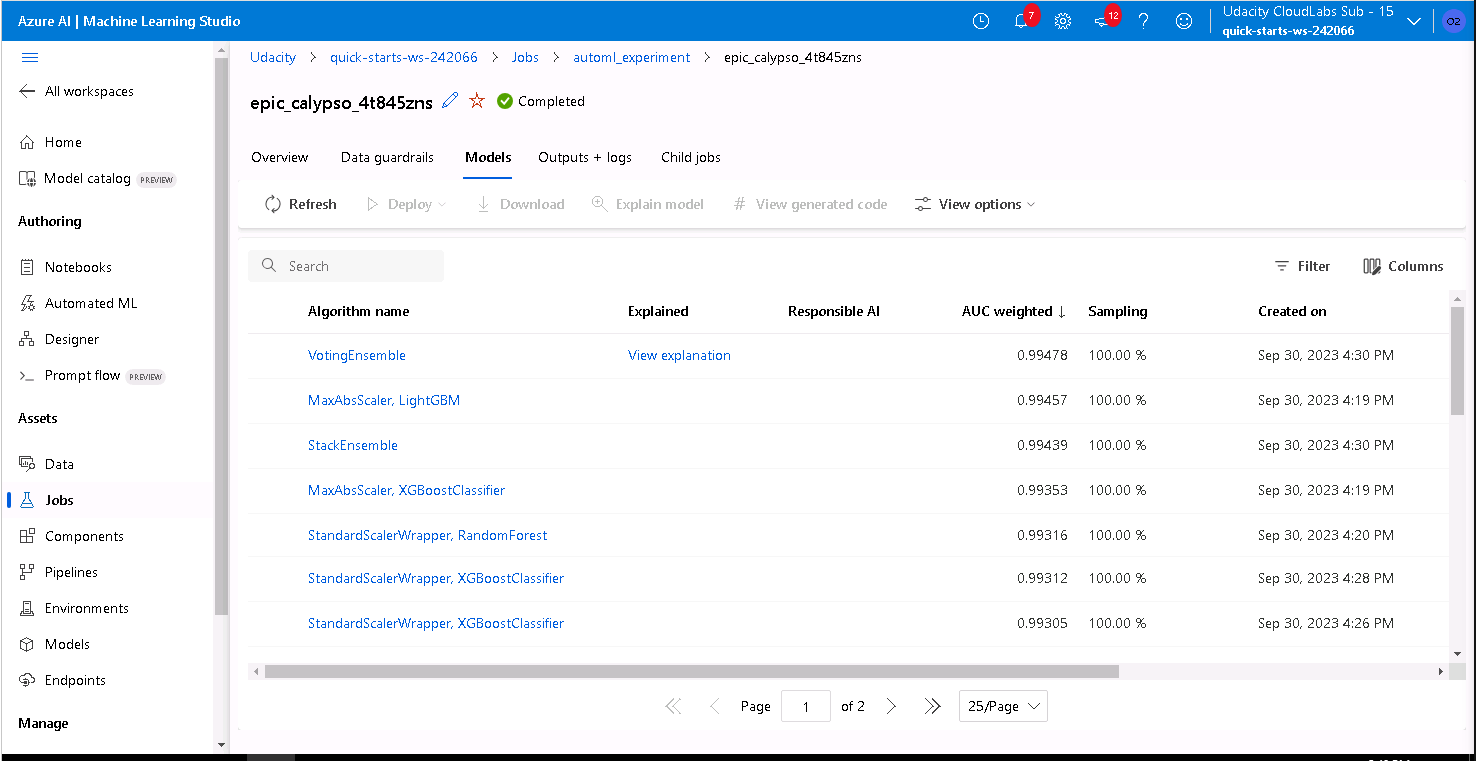 Azure AI | Machine Learning Studio
7
12
?
Udacity CloudLabs Sub - 15
quick-starts-ws-242066
O2
All workspaces
Home
Model catalog PREVIEW
Authoring
Notebooks
Automated ML
Designer
Prompt flow PREVIEW
Assets
Data
Jobs
Components
Pipelines
Environments
Models
Endpoints
Manage
Udacity > quick-starts-ws-242066 > Jobs > automl_experiment > epic_calypso_4t845zns
epic_calypso_4t845zns Completed
Overview Data guardrails Models Outputs + logs Child jobs
Refresh Deploy Download Explain model # View generated code View options
Search Filter Columns
Algorithm name Explained Responsible AI AUC weighted ↓ Sampling Created on
VotingEnsemble View explanation 0.99478 100.00 % Sep 30, 2023 4:30 PM
MaxAbsScaler, LightGBM 0.99457 100.00 % Sep 30, 2023 4:19 PM
StackEnsemble 0.99439 100.00 % Sep 30, 2023 4:30 PM
MaxAbsScaler, XGBoostClassifier 0.99353 100.00 % Sep 30, 2023 4:19 PM
StandardScalerWrapper, RandomForest 0.99316 100.00 % Sep 30, 2023 4:20 PM
StandardScalerWrapper, XGBoostClassifier 0.99312 100.00 % Sep 30, 2023 4:28 PM
StandardScalerWrapper, XGBoostClassifier 0.99305 100.00 % Sep 30, 2023 4:26 PM
Page 1 of 2 25/Page